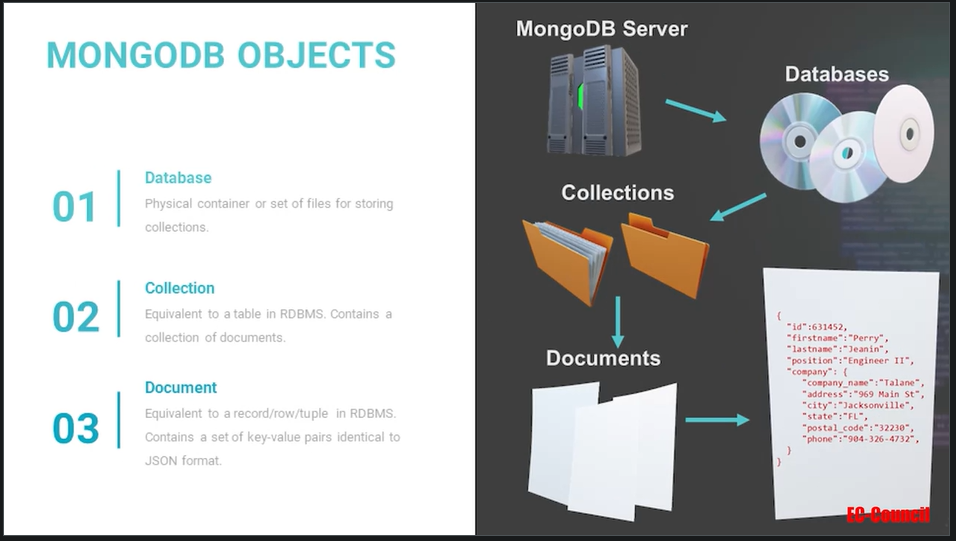 MONGODB OBJECTS
01
Database
Physical container or set of files for storing
collections.
02
Collection
Equivalent to a table in RDBMS. Contains a
collection of documents.
03
Document
Equivalent to a record/row/tuple in RDBMS.
Contains a set of key-value pairs identical to
JSON format.
MongoDB Server
Databases
Collections
Documents
{
"id":631452,
"firstname":"Perry",
"lastname":"Jeanin",
"position":"Engineer II",
"company": {
"company_name":"Talane",
"address":"969 Main St",
"city":"Jacksonville",
"state":"FL",
"postal_code":"32230",
"phone":"904-326-4732",
}
}
EC-Council